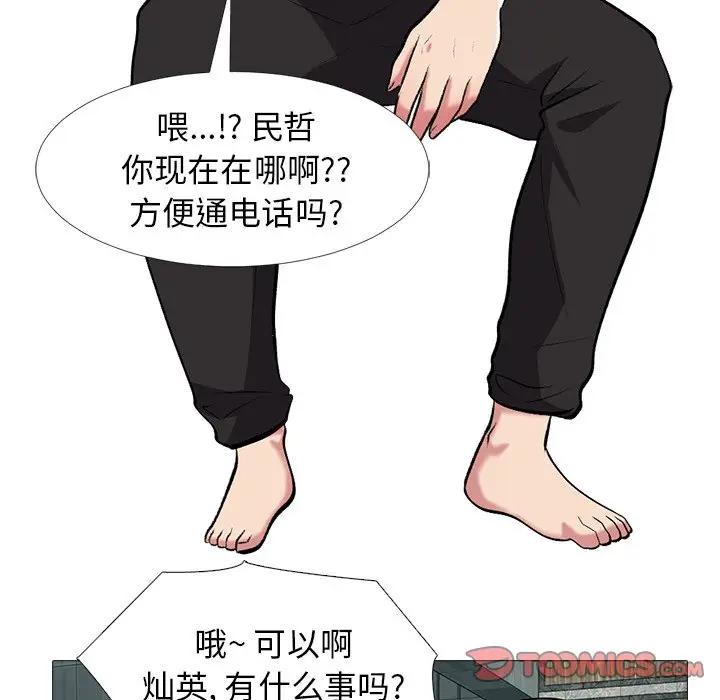 喂...!? 民哲
你现在在哪啊??
方便通电话吗?
哦~ 可以啊
灿英, 有什么事吗?
TOOMICS.COM